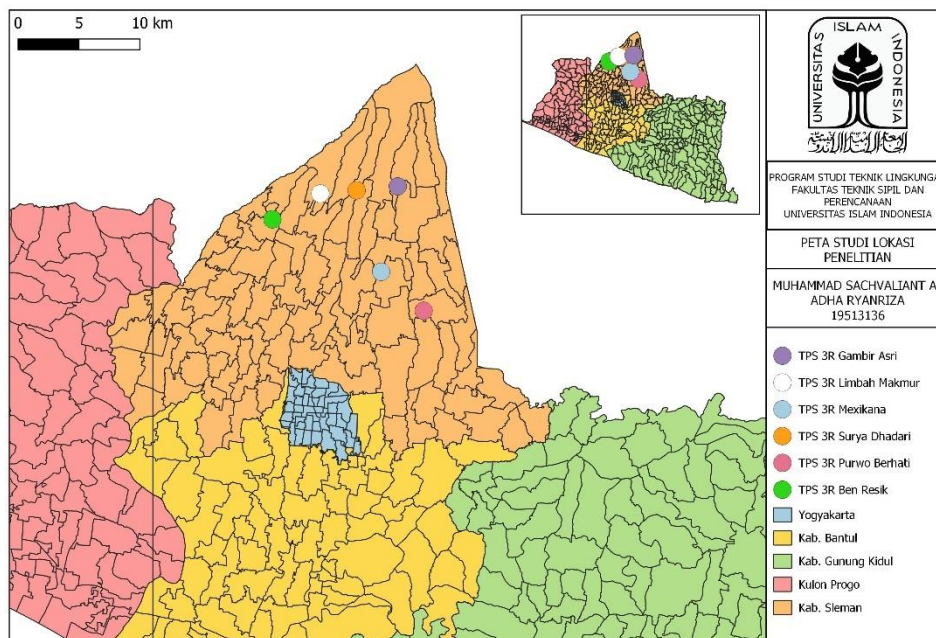 0 5 10 km
UNIVERSITAS ISLAM INDONESIA
PROGRAM STUDI TEKNIK LINGKUNGA
FAKULTAS TEKNIK SIPIL DAN
PERENCANAAN
UNIVERSITAS ISLAM INDONESIA
PETA STUDI LOKASI
PENELITIAN
MUHAMMAD SACHVALIANT A
ADHA RYANRIZA
19513136
TPS 3R Gambir Asri
TPS 3R Limbah Makmur
TPS 3R Mexikana
TPS 3R Surya Dhadari
TPS 3R Purwo Berhati
TPS 3R Ben Resik
Yogyakarta
Kab. Bantul
Kab. Gunung Kidul
Kulon Progo
Kab. Sleman